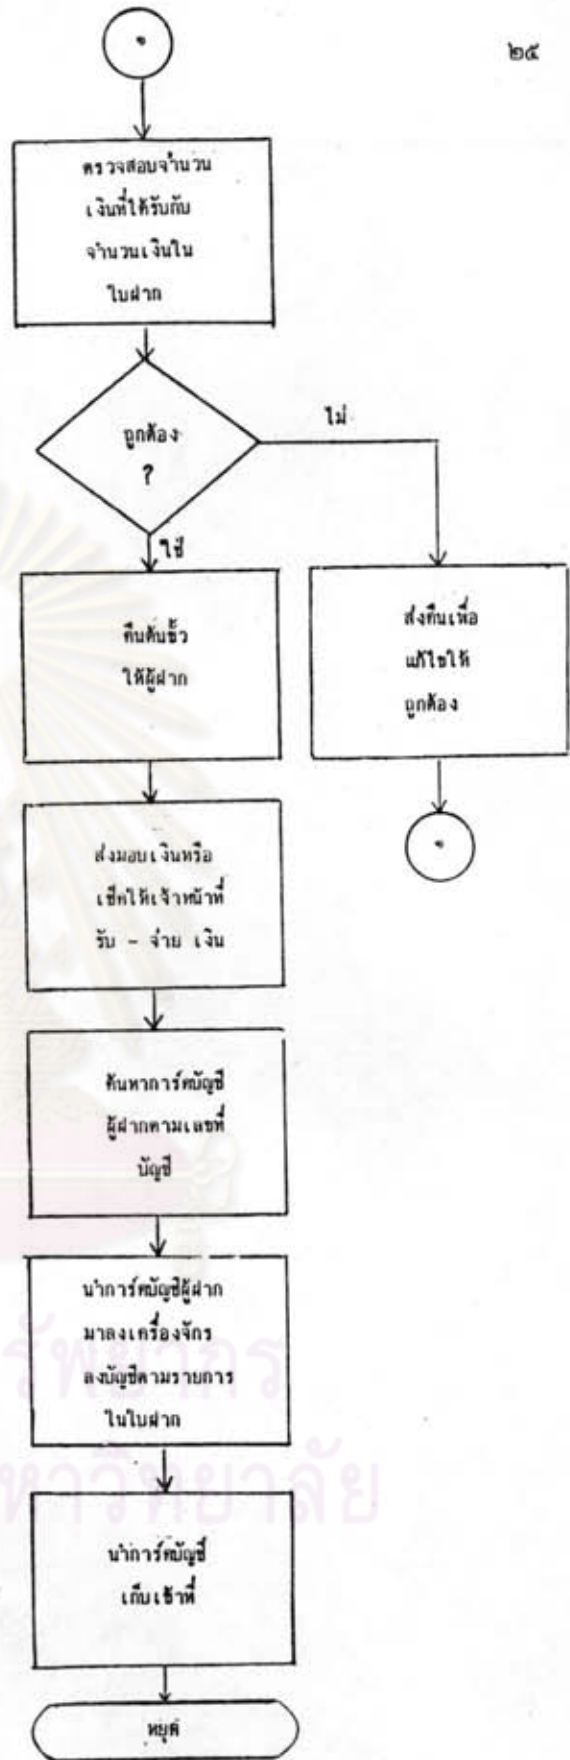 ๒๕
ตรวจสอบจำนวน
เงินที่ได้รับกับ
จำนวนเงินใน
ใบฝาก
ถูกต้อง
?
ไม่
ใช่
คืนต้นขั้ว
ให้ผู้ฝาก
ส่งคืนเพื่อ
แก้ไขให้
ถูกต้อง
ส่งมอบเงินหรือ
เช็คให้เจ้าหน้าที่
รับ - จ่าย เงิน
ค้นหาการ์ดบัญชี
ผู้ฝากตามเลขที่
บัญชี
นำการ์ดบัญชีผู้ฝาก
มาลงเครื่องจักร
ลงบัญชีตามรายการ
ในใบฝาก
นำการ์ดบัญชี
เก็บเข้าที่
หยุด